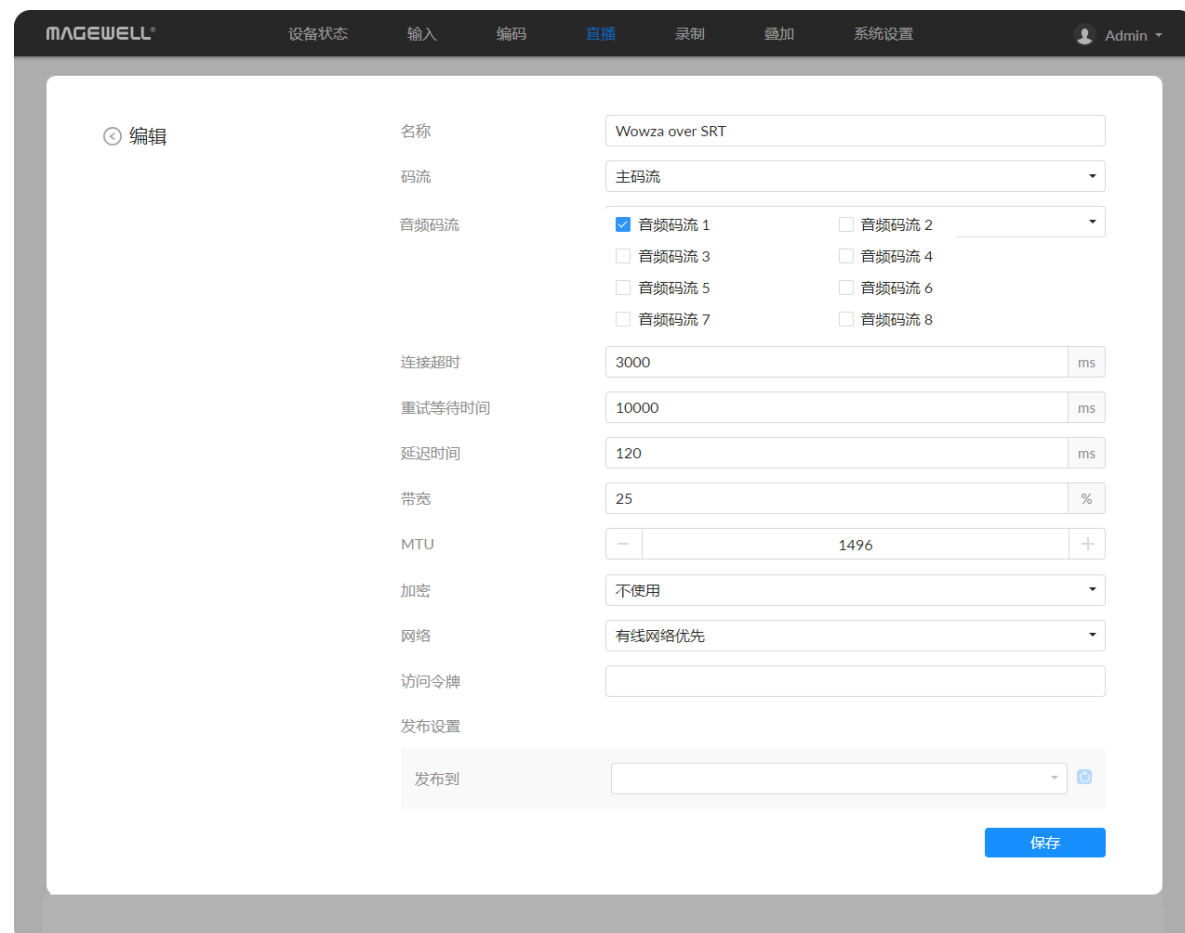 MAGEWELL® 设备状态 输入 编码 直播 录制 叠加 系统设置 Admin
编辑
名称 Wowza over SRT
码流 主码流
音频码流 音频码流 1 音频码流 2
音频码流 3 音频码流 4
音频码流 5 音频码流 6
音频码流 7 音频码流 8
连接超时 3000 ms
重试等待时间 10000 ms
延迟时间 120 ms
带宽 25 %
MTU 1496
加密 不使用
网络 有线网络优先
访问令牌
发布设置
发布到
保存